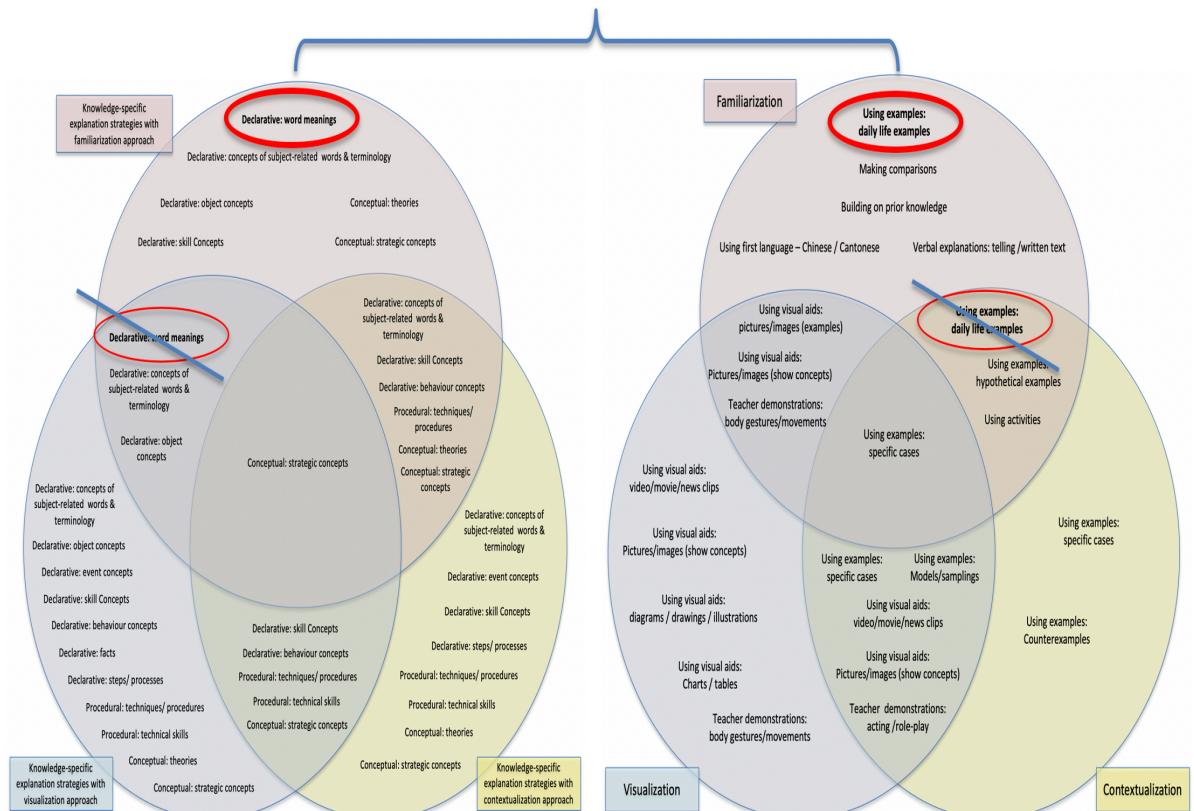 Knowledge-specific
explanation strategies with
familiarization approach
Declarative: word meanings
Declarative: concepts of subject-related words & terminology
Declarative: object concepts
Conceptual: theories
Declarative: skill Concepts
Conceptual: strategic concepts
Declarative: word meanings
Declarative: concepts of
subject-related words &
terminology
Declarative: object
concepts
Declarative: concepts of
subject-related words &
terminology
Declarative: skill Concepts
Declarative: behaviour concepts
Procedural: techniques/
procedures
Conceptual: theories
Conceptual: strategic
concepts
Conceptual: strategic concepts
Declarative: concepts of
subject-related words &
terminology
Declarative: object concepts
Declarative: event concepts
Declarative: skill Concepts
Declarative: behaviour concepts
Declarative: facts
Declarative: steps/ processes
Procedural: techniques/ procedures
Procedural: technical skills
Conceptual: theories
Conceptual: strategic concepts
Declarative: skill Concepts
Declarative: behaviour concepts
Procedural: techniques/ procedures
Procedural: technical skills
Conceptual: strategic concepts
Declarative: concepts of
subject-related words &
terminology
Declarative: event concepts
Declarative: skill Concepts
Declarative: steps/ processes
Procedural: techniques/ procedures
Procedural: technical skills
Conceptual: theories
Conceptual: strategic concepts
Knowledge-specific
explanation strategies with
visualization approach
Knowledge-specific
explanation strategies with
contextualization approach
Familiarization
Using examples:
daily life examples
Making comparisons
Building on prior knowledge
Using first language – Chinese / Cantonese
Verbal explanations: telling /written text
Using visual aids:
pictures/images (examples)
Using visual aids:
Pictures/images (show concepts)
Teacher demonstrations:
body gestures/movements
Using examples:
daily life examples
Using examples:
hypothetical examples
Using activities
Using examples:
specific cases
Using visual aids:
video/movie/news clips
Using visual aids:
Pictures/images (show concepts)
Using visual aids:
diagrams / drawings / illustrations
Using visual aids:
Charts / tables
Teacher demonstrations:
body gestures/movements
Using examples:
specific cases
Using examples:
Models/samplings
Using visual aids:
video/movie/news clips
Using visual aids:
Pictures/images (show concepts)
Teacher demonstrations:
acting /role-play
Using examples:
specific cases
Using examples:
Counterexamples
Visualization
Contextualization